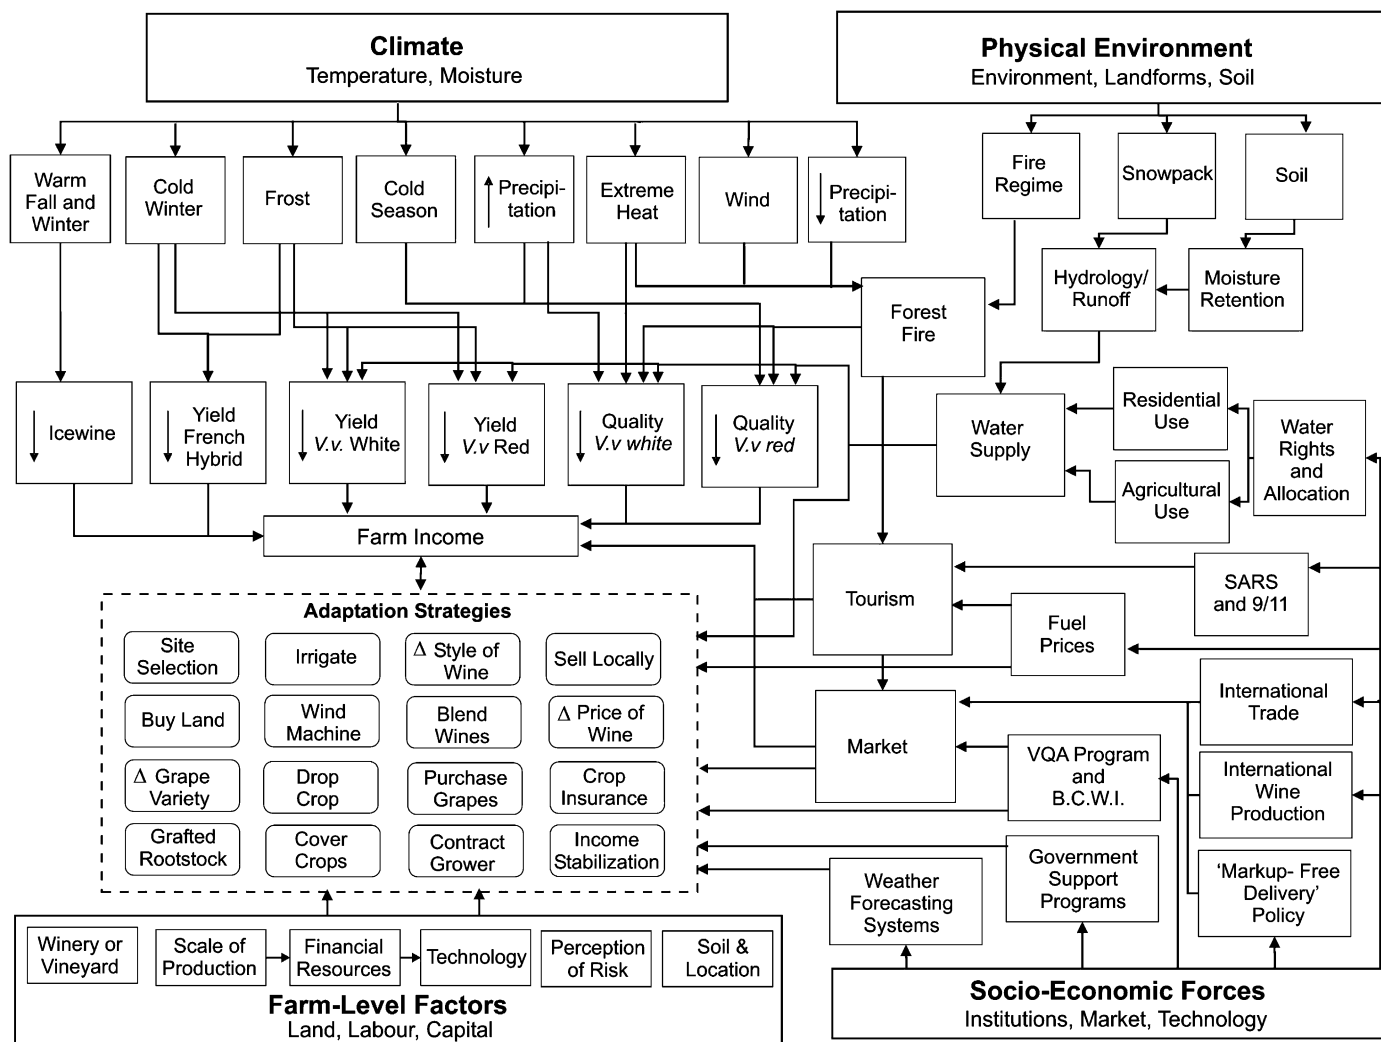 Climate
Temperature, Moisture
Physical Environment
Environment, Landforms, Soil
Warm
Fall and
Winter
Cold
Winter
Frost
Cold
Season
Precipi-
tation
Extreme
Heat
Wind
Precipi-
tation
Fire
Regime
Snowpack
Soil
Hydrology/
Runoff
Moisture
Retention
Forest
Fire
Icewine
Yield
French
Hybrid
Yield
V.v. White
Yield
V.v Red
Quality
V.v white
Quality
V.v red
Water
Supply
Residential
Use
Agricultural
Use
Water
Rights
and
Allocation
Farm Income
Tourism
SARS
and 9/11
Fuel
Prices
Adaptation Strategies
Site
Selection
Irrigate
Δ Style of
Wine
Sell Locally
Buy Land
Wind
Machine
Blend
Wines
Δ Price of
Wine
Δ Grape
Variety
Drop
Crop
Purchase
Grapes
Crop
Insurance
Grafted
Rootstock
Cover
Crops
Contract
Grower
Income
Stabilization
Market
International
Trade
VQA Program
and
B.C.W.I.
International
Wine
Production
Weather
Forecasting
Systems
Government
Support
Programs
‘Markup- Free
Delivery’
Policy
Winery or
Vineyard
Scale of
Production
Financial
Resources
Technology
Perception
of Risk
Soil &
Location
Farm-Level Factors
Land, Labour, Capital
Socio-Economic Forces
Institutions, Market, Technology